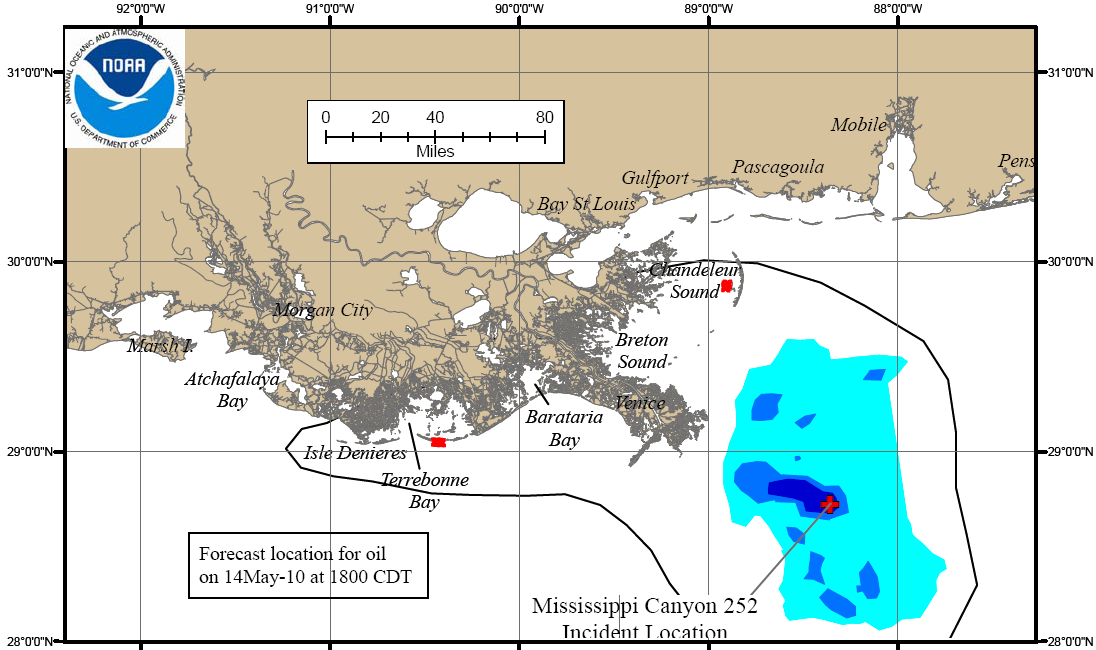 92°0'0"W 91°0'0"W 90°0'0"W 89°0'0"W 88°0'0"W
NATIONAL OCEANIC AND ATMOSPHERIC ADMINISTRATION
NOAA
U.S. DEPARTMENT OF COMMERCE
31°0'0"N 31°0'0"N
0 20 40 80
Miles
Mobile
Pascagoula
Pens
Gulfport
Bay St Louis
30°0'0"N 30°0'0"N
Chandeleur
Sound
Morgan City
Marsh I.
Breton
Sound
Atchafalaya
Bay
Venice
Barataria
Bay
29°0'0"N 29°0'0"N
Isle Denieres
Terrebonne
Bay
Forecast location for oil
on 14May-10 at 1800 CDT
Mississippi Canyon 252
Incident Location
28°0'0"N 28°0'0"N